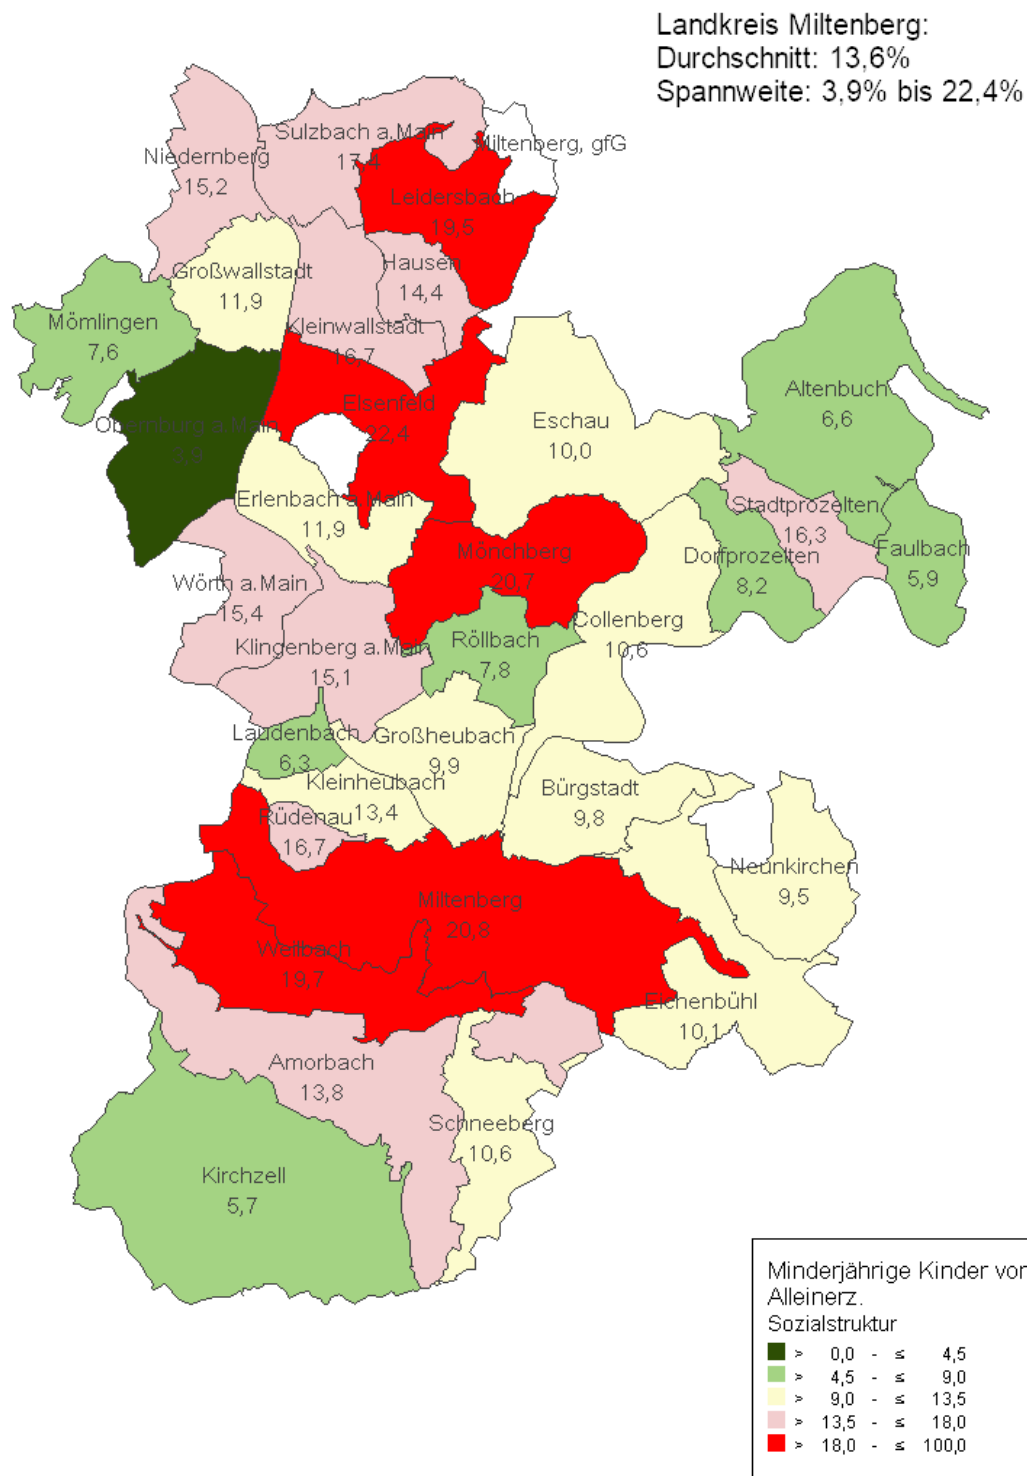 Landkreis Miltenberg:
Durchschnitt: 13,6%
Spannweite: 3,9% bis 22,4%
Sulzbach a.Main
17,4
Miltenberg, gfG
Niedernberg
15,2
Leidersbach
19,5
Hausen
14,4
Großwallstadt
11,9
Mömlingen
7,6
Kleinwallstadt
16,7
Altenbuch
6,6
Elsenfeld
22,4
Eschau
10,0
Obernburg a.Main
Erlenbach a.Main
11,9
Stadtprozelten
16,3
Mönchberg
20,7
Dorfprozelten
8,2
Faulbach
5,9
Wörth a.Main
15,4
Collenberg
10,6
Klingenberg a.Main
15,1
Röllbach
7,8
Laudenbach
6,3
Großheubach
9,9
Kleinheubach
13,4
Bürgstadt
9,8
Rüdenau
16,7
Neunkirchen
9,5
Miltenberg
20,8
Weilbach
19,7
Eichenbühl
10,1
Amorbach
13,8
Schneeberg
10,6
Kirchzell
5,7
Minderjährige Kinder von
Alleinerz.
Sozialstruktur
> 0,0 - ≤ 4,5
> 4,5 - ≤ 9,0
> 9,0 - ≤ 13,5
> 13,5 - ≤ 18,0
> 18,0 - ≤ 100,0